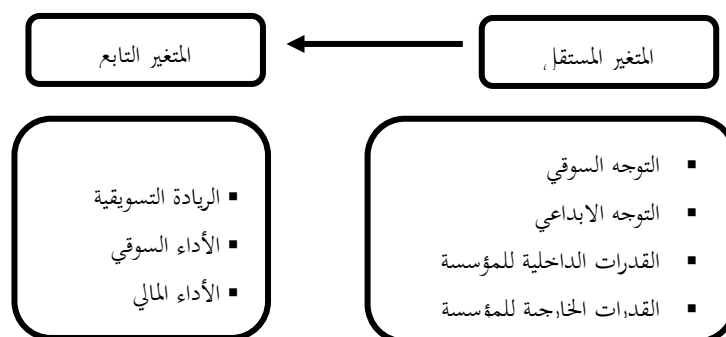 المتغير المستقل
المتغير التابع
▪ التوجه السوقي
▪ التوجه الابداعي
▪ القدرات الداخلية للمؤسسة
▪ القدرات الخارجية للمؤسسة
▪ الريادة التسويقية
▪ الأداء السوقي
▪ الأداء المالي